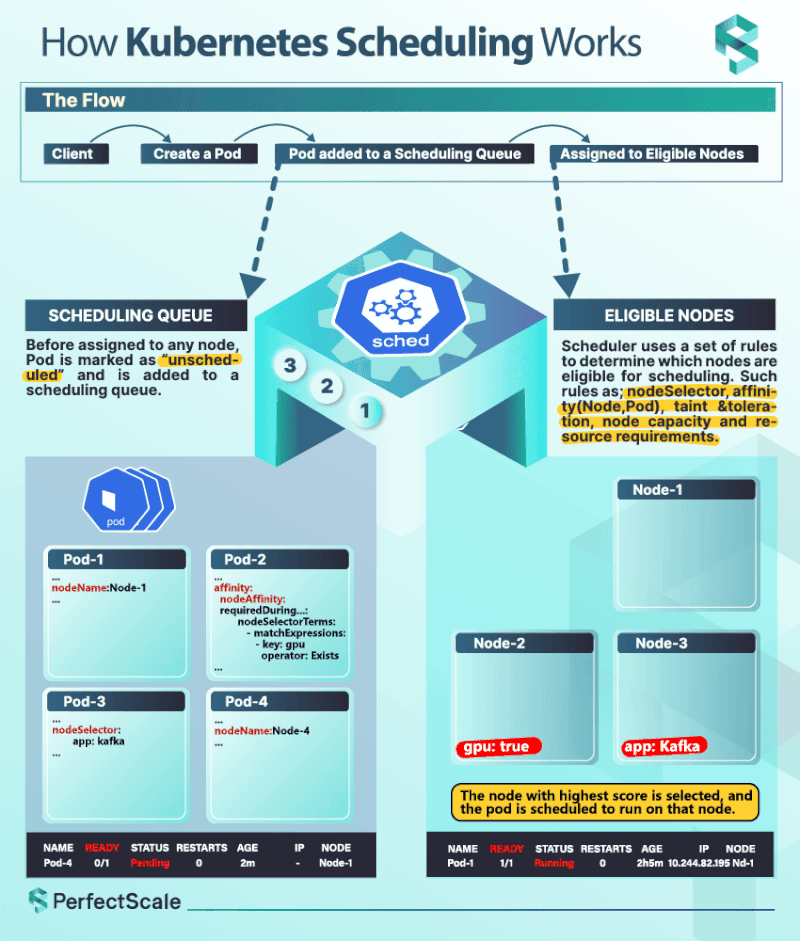 How Kubernetes Scheduling Works
The Flow
Client
Create a Pod
Pod added to a Scheduling Queue
Assigned to Eligible Nodes
SCHEDULING QUEUE
Before assigned to any node,
Pod is marked as “unsched-
uled” and is added to a
scheduling queue.
sched
3
2
1
ELIGIBLE NODES
Scheduler uses a set of rules
to determine which nodes are
eligible for scheduling. Such
rules as; nodeSelector, affini-
ty(Node,Pod), taint &tolera-
tion, node capacity and re-
source requirements.
pod
Pod-1
...
nodeName:Node-1
...
Pod-2
...
affinity:
nodeAffinity:
requiredDuring...:
nodeSelectorTerms:
- matchExpressions:
- key: gpu
operator: Exists
...
Pod-3
...
nodeSelector:
app: kafka
...
Pod-4
...
nodeName:Node-4
...
NAME READY STATUS RESTARTS AGE IP NODE
Pod-4 0/1 Pending 0 2m - Node-1
Node-1
Node-2
gpu: true
Node-3
app: Kafka
The node with highest score is selected, and
the pod is scheduled to run on that node.
NAME READY STATUS RESTARTS AGE IP NODE
Pod-1 1/1 Running 0 2h5m 10.244.82.195 Nd-1
PerfectScale